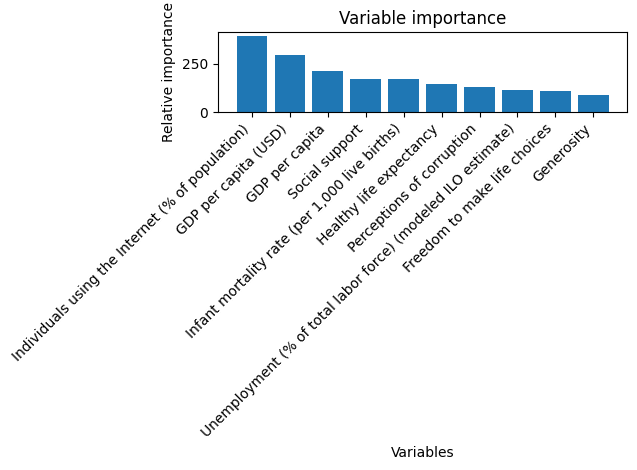 Variable importance
Relative importance
250
0
Individuals using the Internet (% of population)
GDP per capita (USD)
GDP per capita
Social support
Infant mortality rate (per 1,000 live births)
Healthy life expectancy
Perceptions of corruption
Unemployment (% of total labor force) (modeled ILO estimate)
Freedom to make life choices
Generosity
Variables